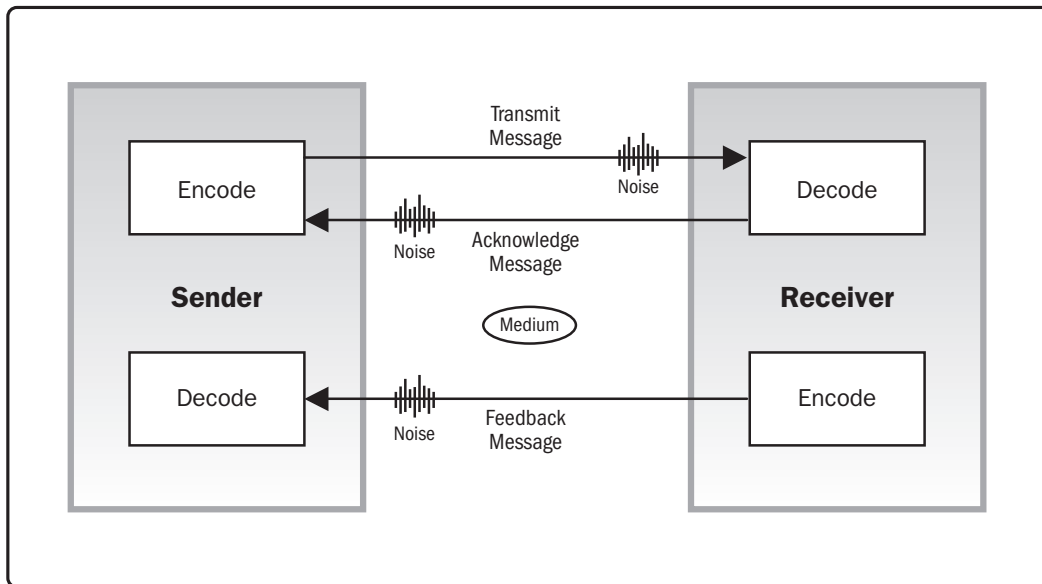 Transmit
Message
Encode
Noise
Decode
Noise
Acknowledge
Message
Sender
Receiver
Medium
Decode
Noise
Feedback
Message
Encode